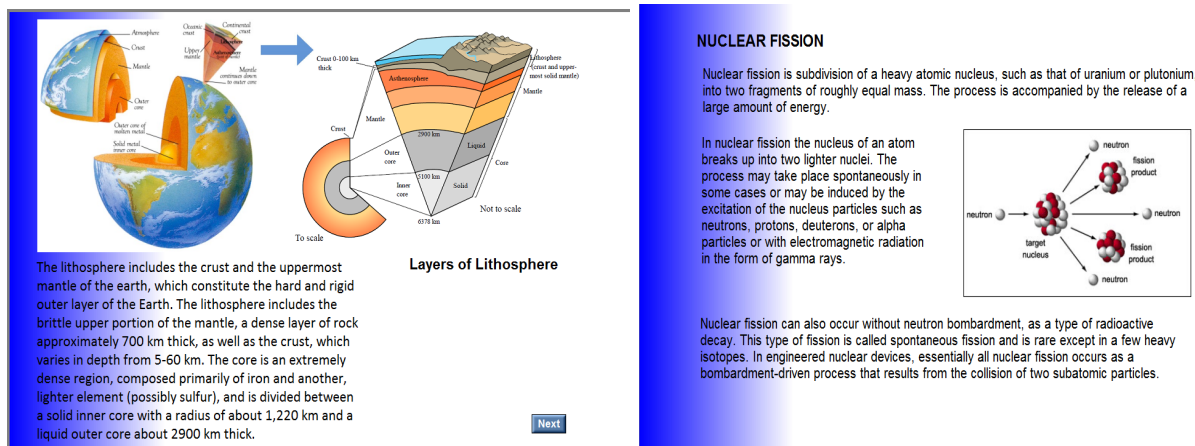 Atmosphere
Crust
Mantle
Outer
core
Outer core of
molten metal
Solid metal
inner core
Oceanic
crust
Continental
crust
Upper
mantle
Lithosphere
Mantle
continues down
to outer core
Crust 0-100 km
thick
Asthenosphere
Lithosphere
(crust and upper-
most solid mantle)
Mantle
Mantle
Crust
2900 km
Outer
core
Liquid
Core
5100 km
Inner
core
Solid
6378 km
Not to scale
To scale
Layers of Lithosphere
The lithosphere includes the crust and the uppermost
mantle of the earth, which constitute the hard and rigid
outer layer of the Earth. The lithosphere includes the
brittle upper portion of the mantle, a dense layer of rock
approximately 700 km thick, as well as the crust, which
varies in depth from 5-60 km. The core is an extremely
dense region, composed primarily of iron and another,
lighter element (possibly sulfur), and is divided between
a solid inner core with a radius of about 1,220 km and a
liquid outer core about 2900 km thick.
Next
NUCLEAR FISSION
Nuclear fission is subdivision of a heavy atomic nucleus, such as that of uranium or plutonium
into two fragments of roughly equal mass. The process is accompanied by the release of a
large amount of energy.
In nuclear fission the nucleus of an atom
breaks up into two lighter nuclei. The
process may take place spontaneously in
some cases or may be induced by the
excitation of the nucleus particles such as
neutrons, protons, deuterons, or alpha
particles or with electromagnetic radiation
in the form of gamma rays.
neutron
fission
product
neutron
neutron
target
nucleus
fission
product
neutron
Nuclear fission can also occur without neutron bombardment, as a type of radioactive
decay. This type of fission is called spontaneous fission and is rare except in a few heavy
isotopes. In engineered nuclear devices, essentially all nuclear fission occurs as a
bombardment-driven process that results from the collision of two subatomic particles.